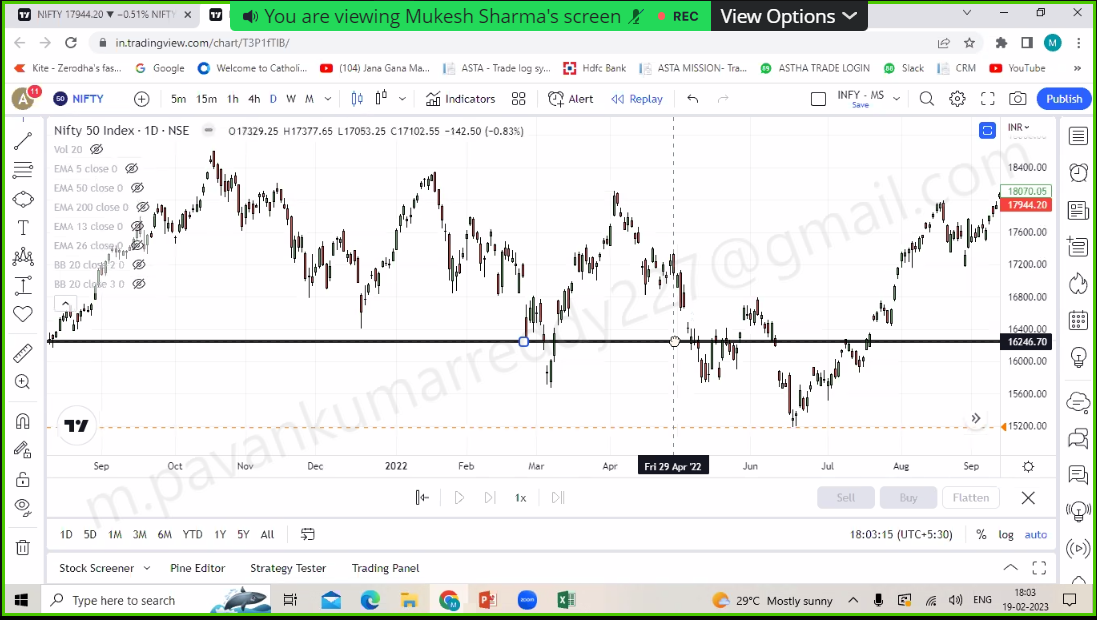 NIFTY 17944.20 ▼ −0.51% NIFTY
You are viewing Mukesh Sharma's screen
REC
View Options
in.tradingview.com/chart/T3P1fTIB/
M
Kite - Zerodha's fas...
Google
Welcome to Catholi...
(104) Jana Gana Ma...
ASTA - Trade log sy...
Hdfc Bank
ASTA MISSION- Tra...
ASTHA TRADE LOGIN
Slack
CRM
YouTube
A 11
50 NIFTY
5m 15m 1h 4h D W M
Indicators
Alert
Replay
INFY - MS
Save
Publish
Nifty 50 Index · 1D · NSE
O17329.25 H17377.65 L17053.25 C17102.55 −142.50 (−0.83%)
INR
Vol 20
EMA 5 close 0
EMA 50 close 0
EMA 200 close 0
EMA 13 close 0
EMA 26 close 0
BB 20 close 2 0
BB 20 close 3 0
18400.00
18070.05
17944.20
17600.00
17200.00
16800.00
16400.00
16246.70
16000.00
15600.00
15200.00
m.pavankumarreddy227@gmail.com
Sep Oct Nov Dec 2022 Feb Mar Apr Fri 29 Apr '22 Jun Jul Aug Sep
1x
Sell Buy Flatten
1D 5D 1M 3M 6M YTD 1Y 5Y All
18:03:15 (UTC+5:30) % log auto
Stock Screener Pine Editor Strategy Tester Trading Panel
Type here to search
zoom
29°C Mostly sunny
ENG
18:03
19-02-2023